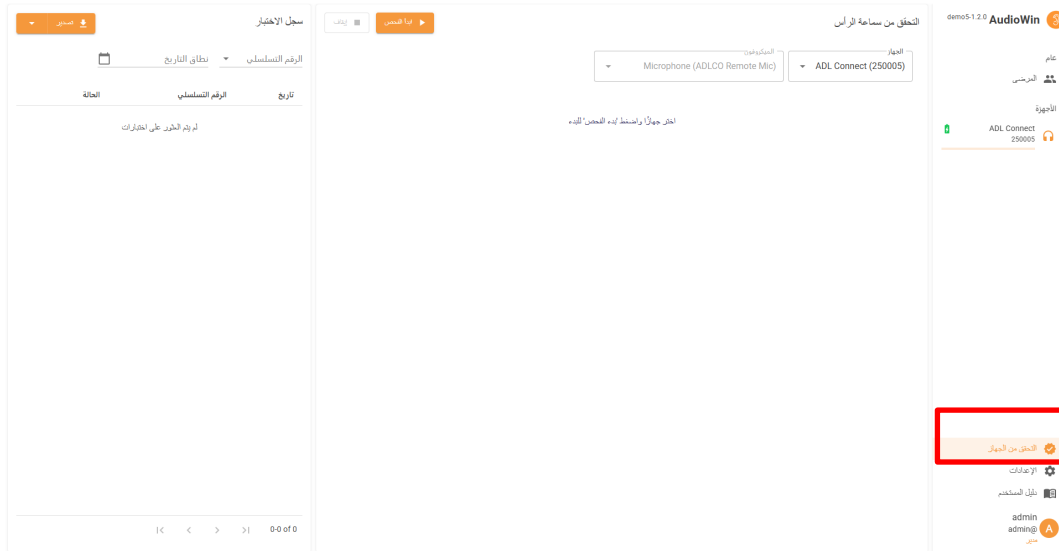 AudioWin demo5-1.2.0
عام
المرضى
الأجهزة
ADL Connect
250005
التحقق من الجهاز
الإعدادات
دليل المستخدم
admin
admin@
مدير
A
التحقق من سماعة الرأس
ابدأ الفحص
إيقاف
الجهاز
ADL Connect (250005)
الميكروفون
Microphone (ADLCO Remote Mic)
اختر جهازًا واضغط 'بدء الفحص' للبدء
سجل الاختبار
تصدير
الرقم التسلسلي
نطاق التاريخ
تاريخ الرقم التسلسلي الحالة
لم يتم العثور على اختبارات
0-0 of 0